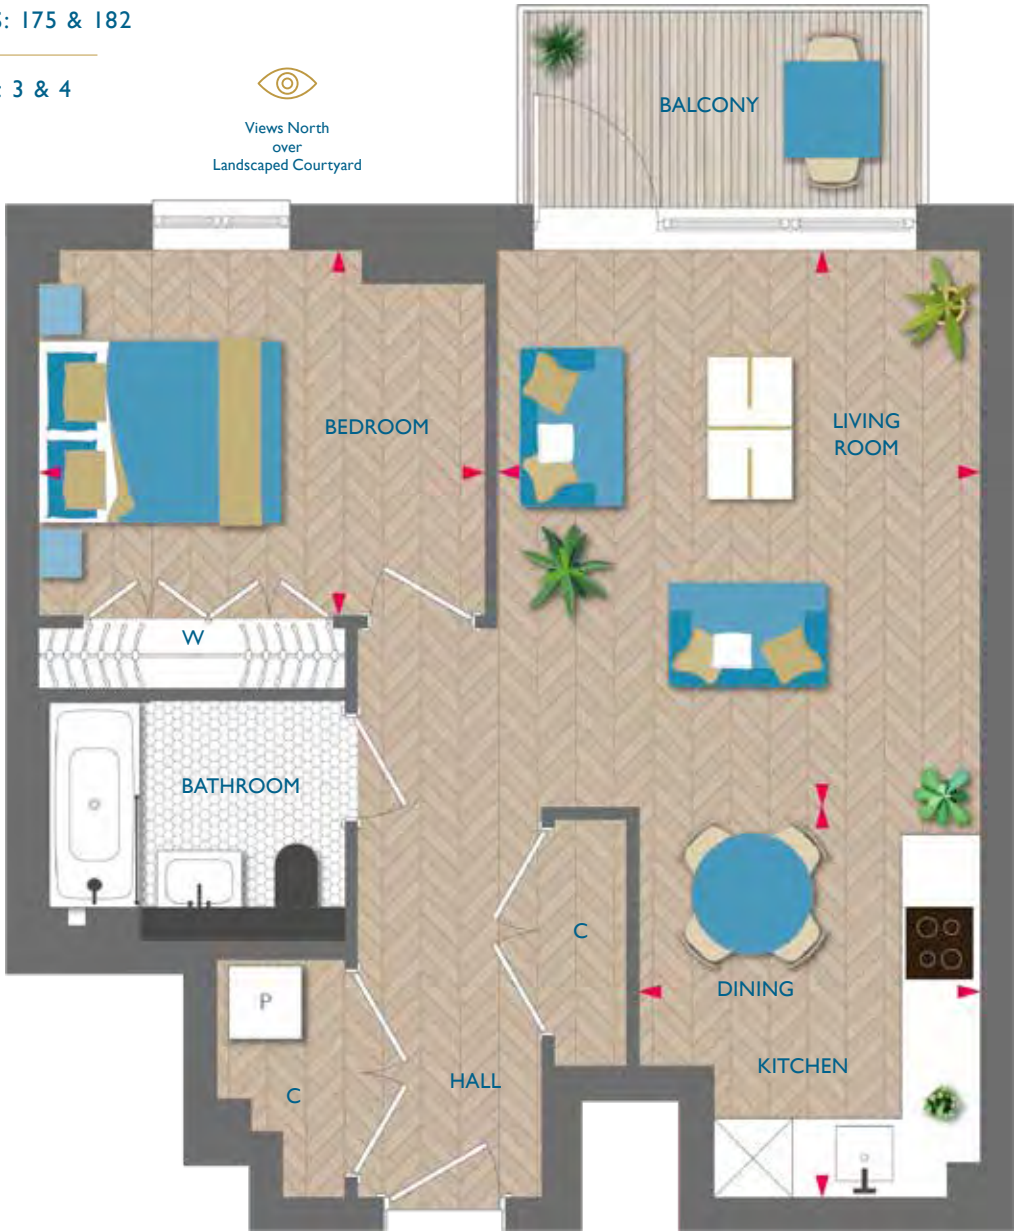 : 175 & 182
: 3 & 4
Views North
over
Landscaped Courtyard
BALCONY
BEDROOM
LIVING
ROOM
W
BATHROOM
C
P
DINING
KITCHEN
HALL
C